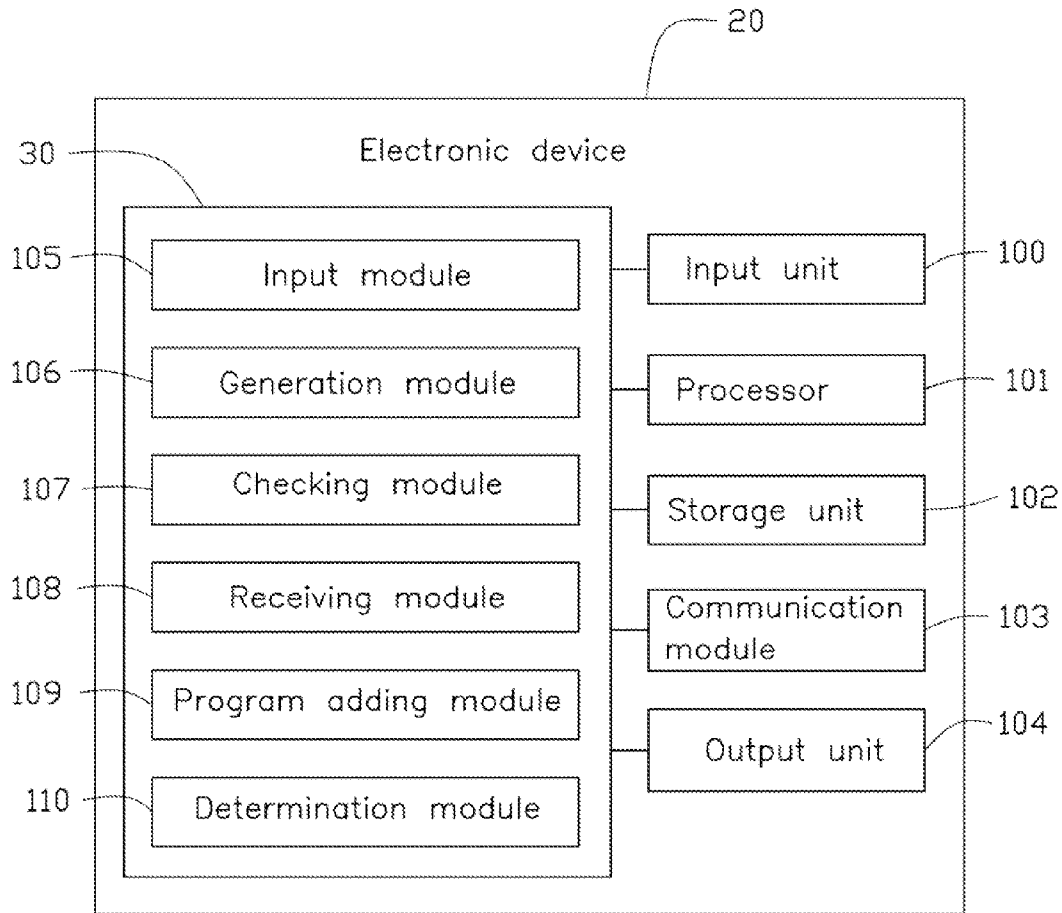 20
30
Electronic device
105
Input module
Input unit
100
106
Generation module
Processor
101
107
Checking module
Storage unit
102
108
Receiving module
Communication
module
103
109
Program adding module
Output unit
104
110
Determination module